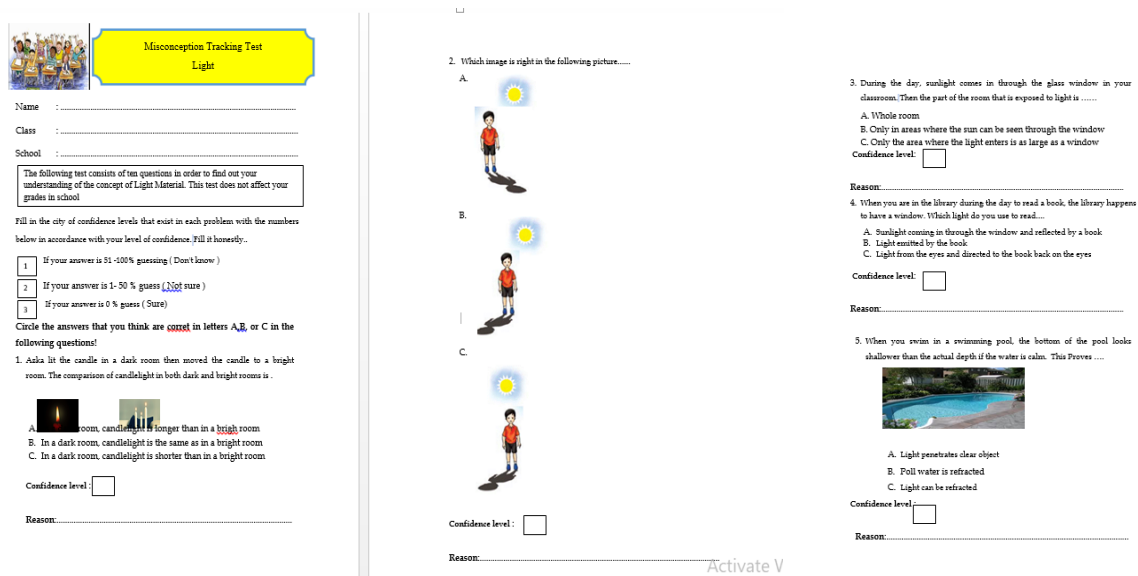 Misconception Tracking Test
Light
Name : ........................................................................
Class : ........................................................................
School : ........................................................................
The following test consists of ten questions in order to find out your
understanding of the concept of Light Material. This test does not affect your
grades in school
Fill in the city of confidence levels that exist in each problem with the numbers
below in accordance with your level of confidence. Fill it honestly..
1 If your answer is 51 -100% guessing ( Don't know )
2 If your answer is 1- 50 % guess ( Not sure )
3 If your answer is 0 % guess ( Sure)
Circle the answers that you think are corret in letters A,B, or C in the
following questions!
1. Azka lit the candle in a dark room then moved the candle to a bright
room. The comparison of candlelight in both dark and bright rooms is .
A. room, candlelight is longer than in a brigh room
B. In a dark room, candlelight is the same as in a bright room
C. In a dark room, candlelight is shorter than in a bright room
Confidence level :
Reason:........................................................................
2. Which image is right in the following picture......
A.
B.
C.
Confidence level :
Reason:........................................................................
Activate W
3. During the day, sunlight comes in through the glass window in your
classroom. Then the part of the room that is exposed to light is ......
A. Whole room
B. Only in areas where the sun can be seen through the window
C. Only the area where the light enters is as large as a window
Confidence level:
Reason:........................................................................
4. When you are in the library during the day to read a book, the library happens
to have a window. Which light do you use to read....
A. Sunlight coming in through the window and reflected by a book
B. Light emitted by the book
C. Light from the eyes and directed to the book back on the eyes
Confidence level:
Reason:........................................................................
5. When you swim in a swimming pool, the bottom of the pool looks
shallower than the actual depth if the water is calm. This Proves ....
A. Light penetrates clear object
B. Poll water is refracted
C. Light can be refracted
Confidence level :
Reason:........................................................................